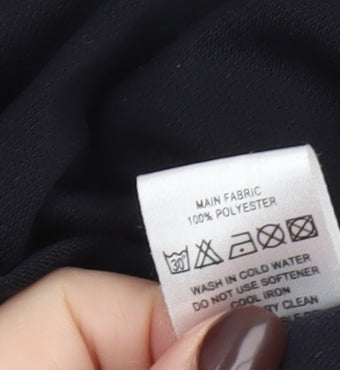 MAIN FABRIC
100% POLYESTER
30
WASH IN COLD WATER
DO NOT USE SOFTENER
COOL IRON
CLEAN